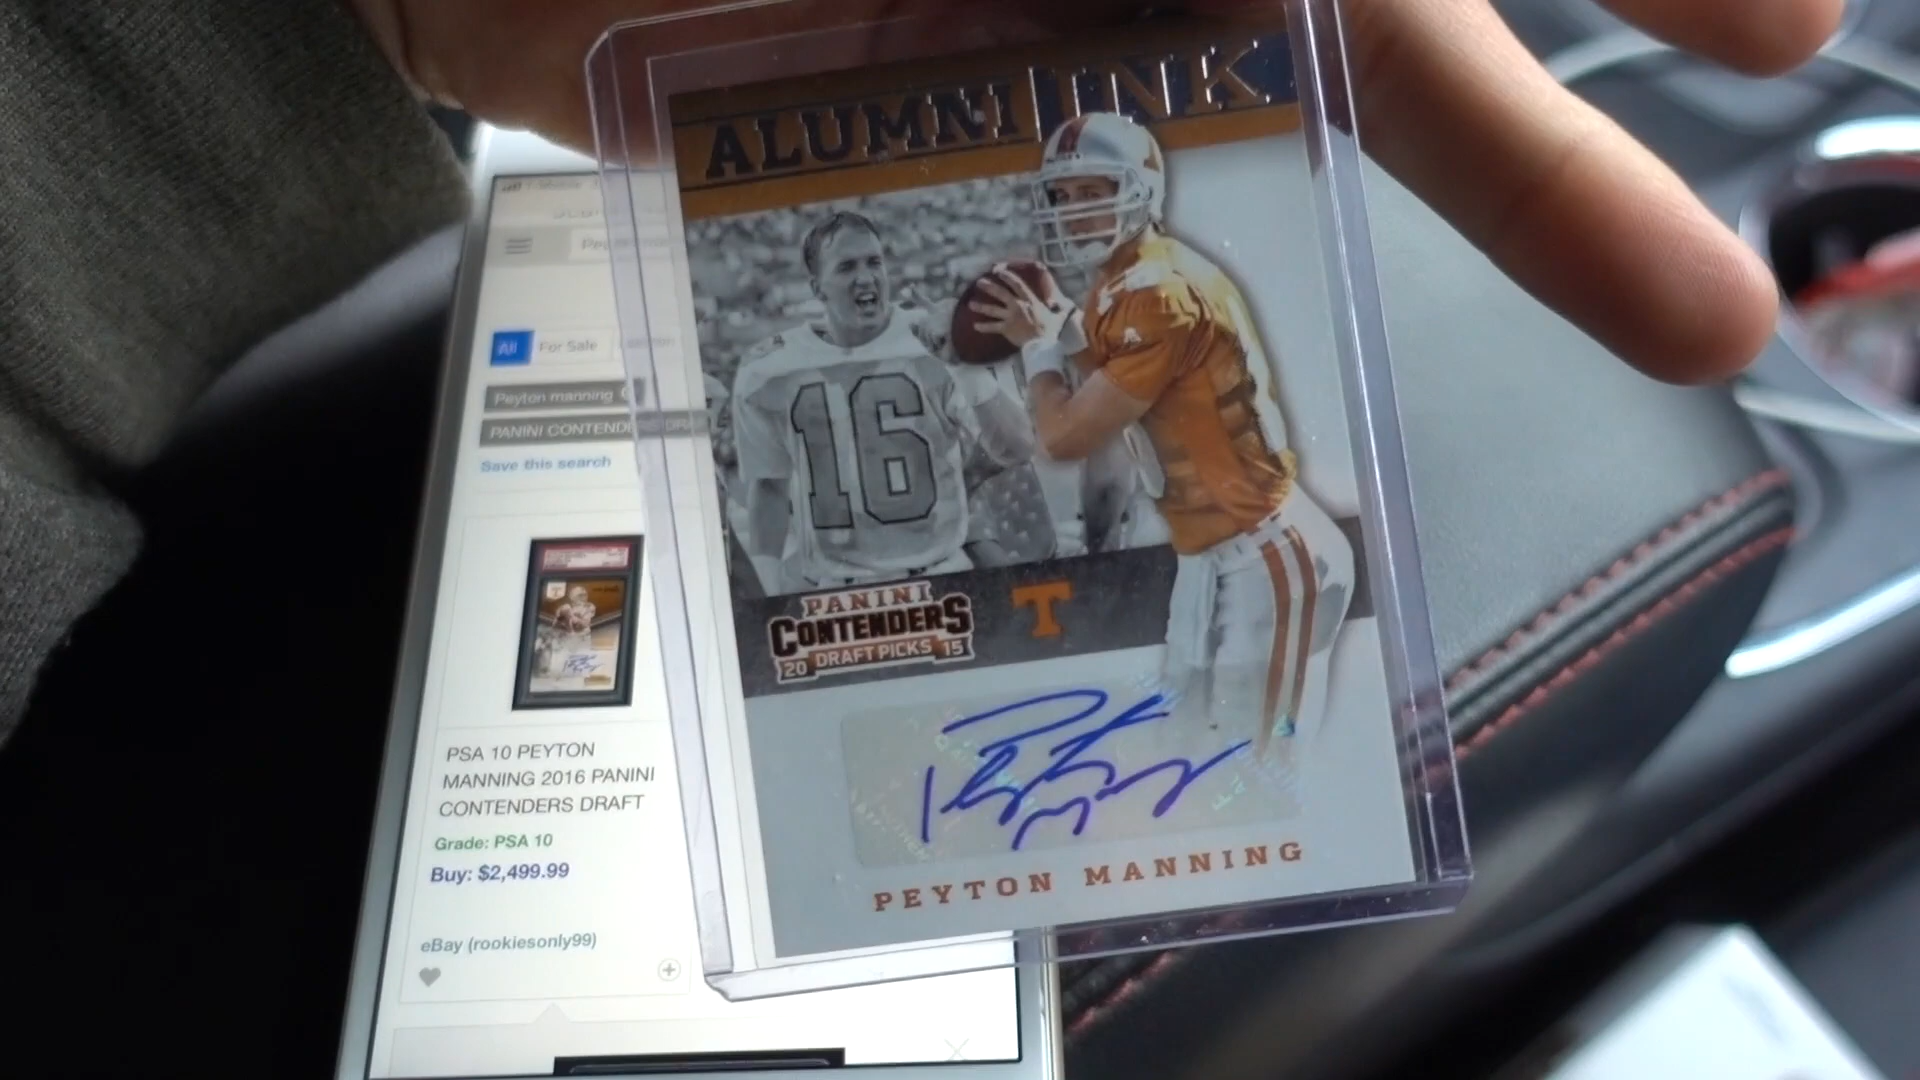 All
For Sale
Peyton manning
PANINI CONTENDERS DRA
Save this search
PSA 10 PEYTON
MANNING 2016 PANINI
CONTENDERS DRAFT
Grade: PSA 10
Buy: $2,499.99
eBay (rookiesonly99)
ALUMNI INK
16
PANINI
CONTENDERS
20 DRAFT PICKS 15
T
PEYTON MANNING